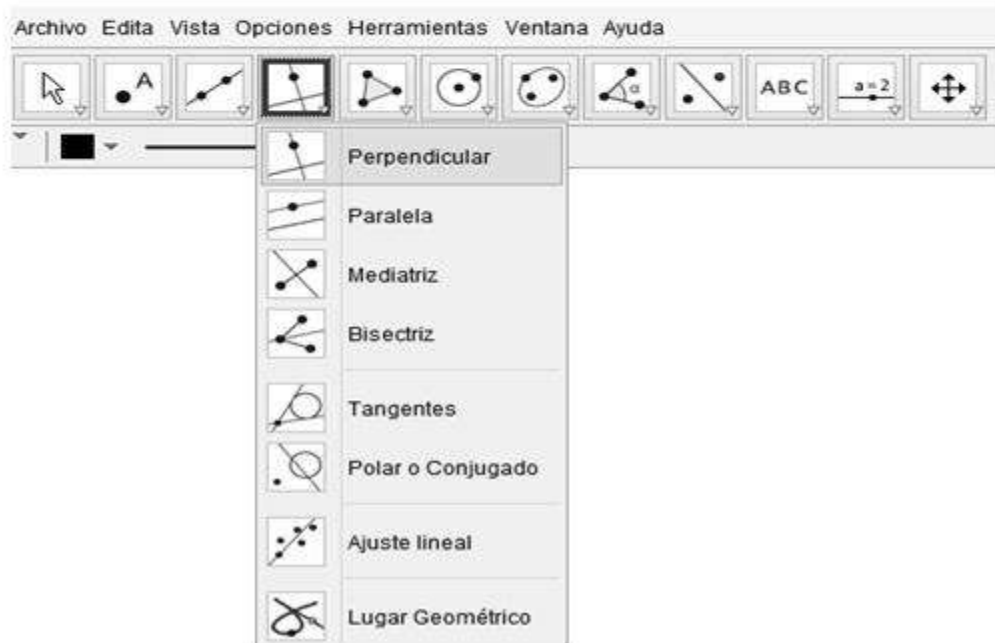 Archivo Edita Vista Opciones Herramientas Ventana Ayuda
A α ABC a=2
Perpendicular
Paralela
Mediatriz
Bisectriz
Tangentes
Polar o Conjugado
Ajuste lineal
Lugar Geométrico